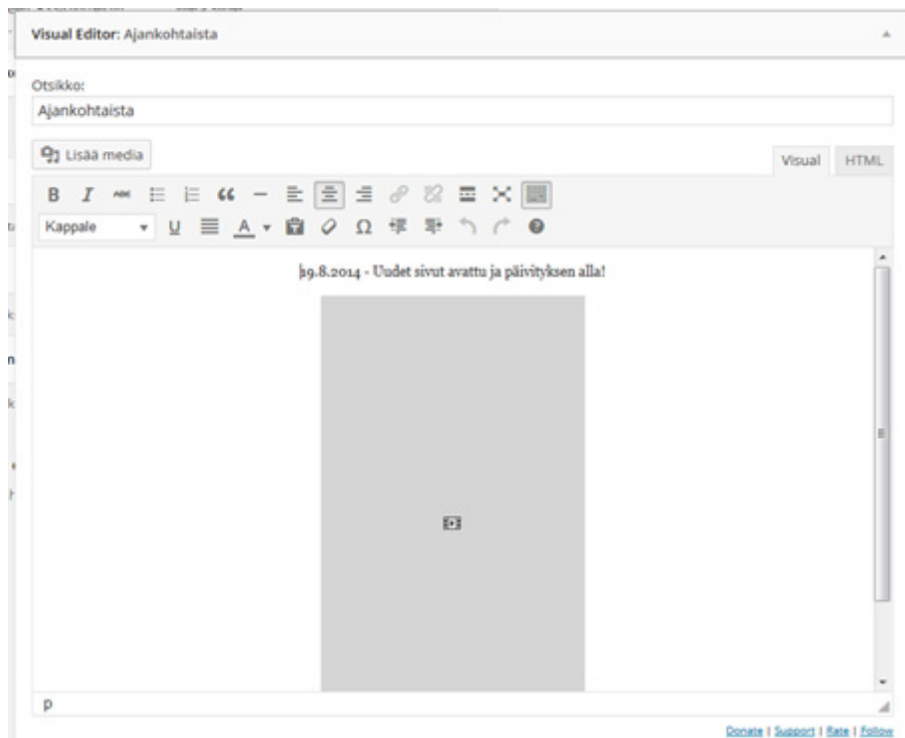 Visual Editor: Ajankohtaista
Otsikko:
Ajankohtaista
Lisää media
Visual HTML
B I ABC
Kappale U A Ω
19.8.2014 - Uudet sivut avattu ja päivityksen alla!
p
Donate | Support | Rate | Follow